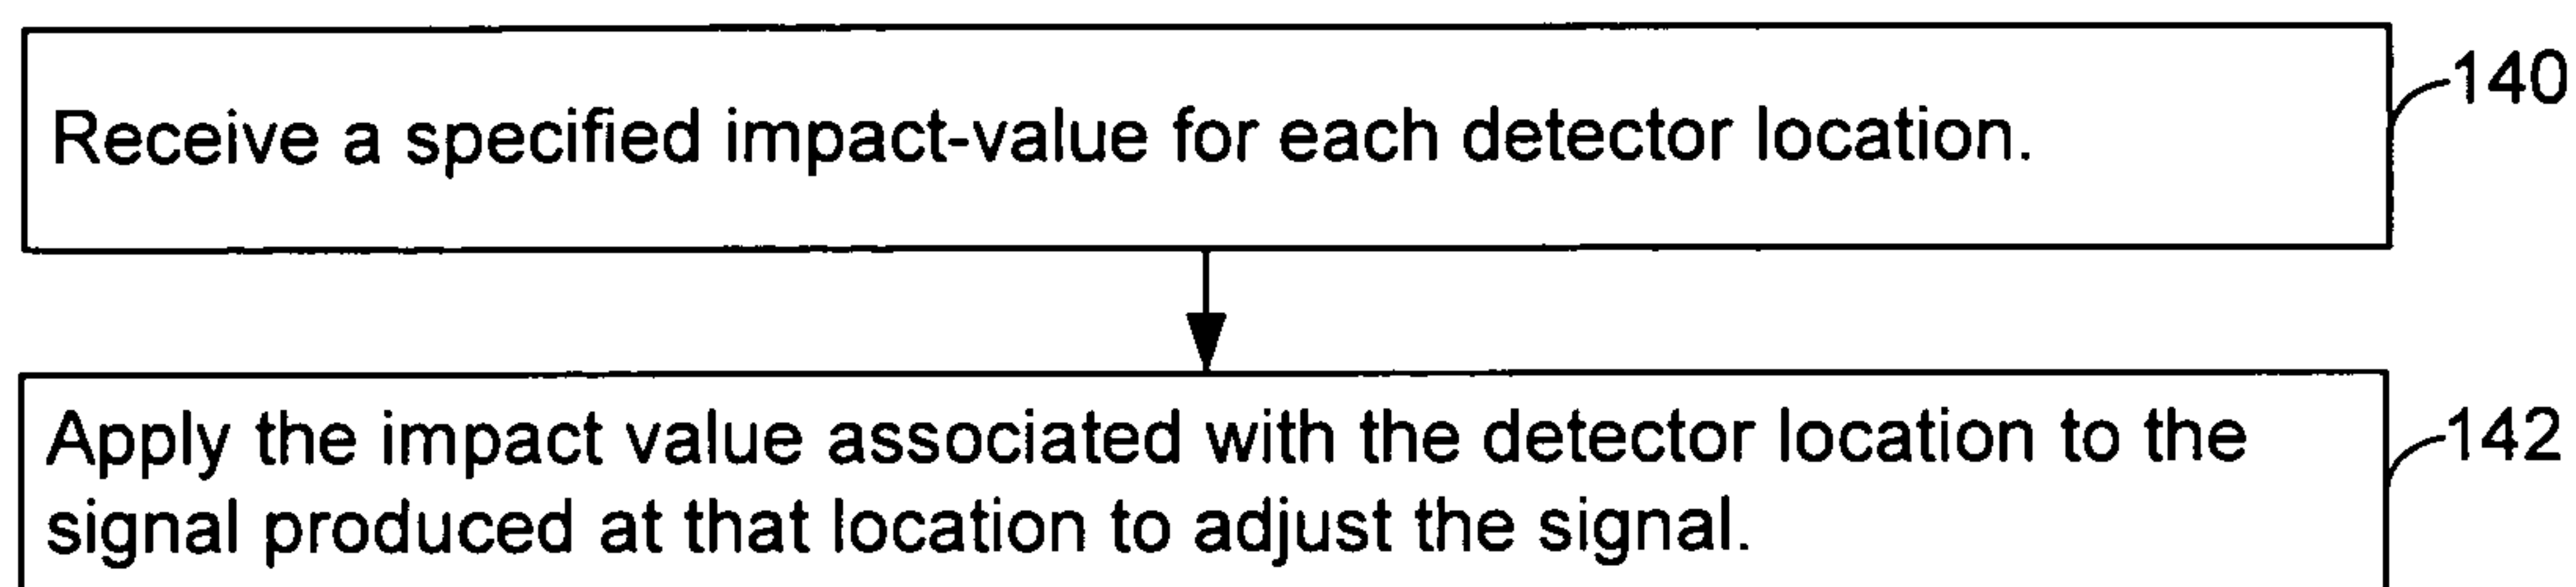 Receive a specified impact-value for each detector location.
140
Apply the impact value associated with the detector location to the
signal produced at that location to adjust the signal.
142